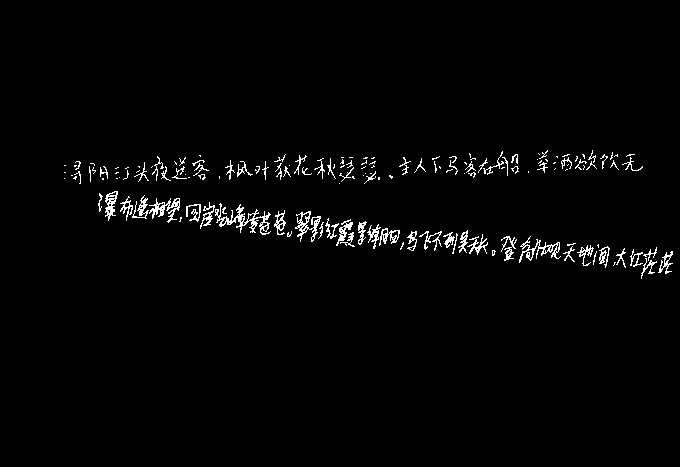 浔阳江头夜送客,枫叶荻花秋瑟瑟、主人下马客在船,举酒欲饮无
瀑布遥相望,回崖沓嶂凌苍苍。翠影红霞映朝日,鸟飞不到吴天长。登高壮观天地间,大江茫茫